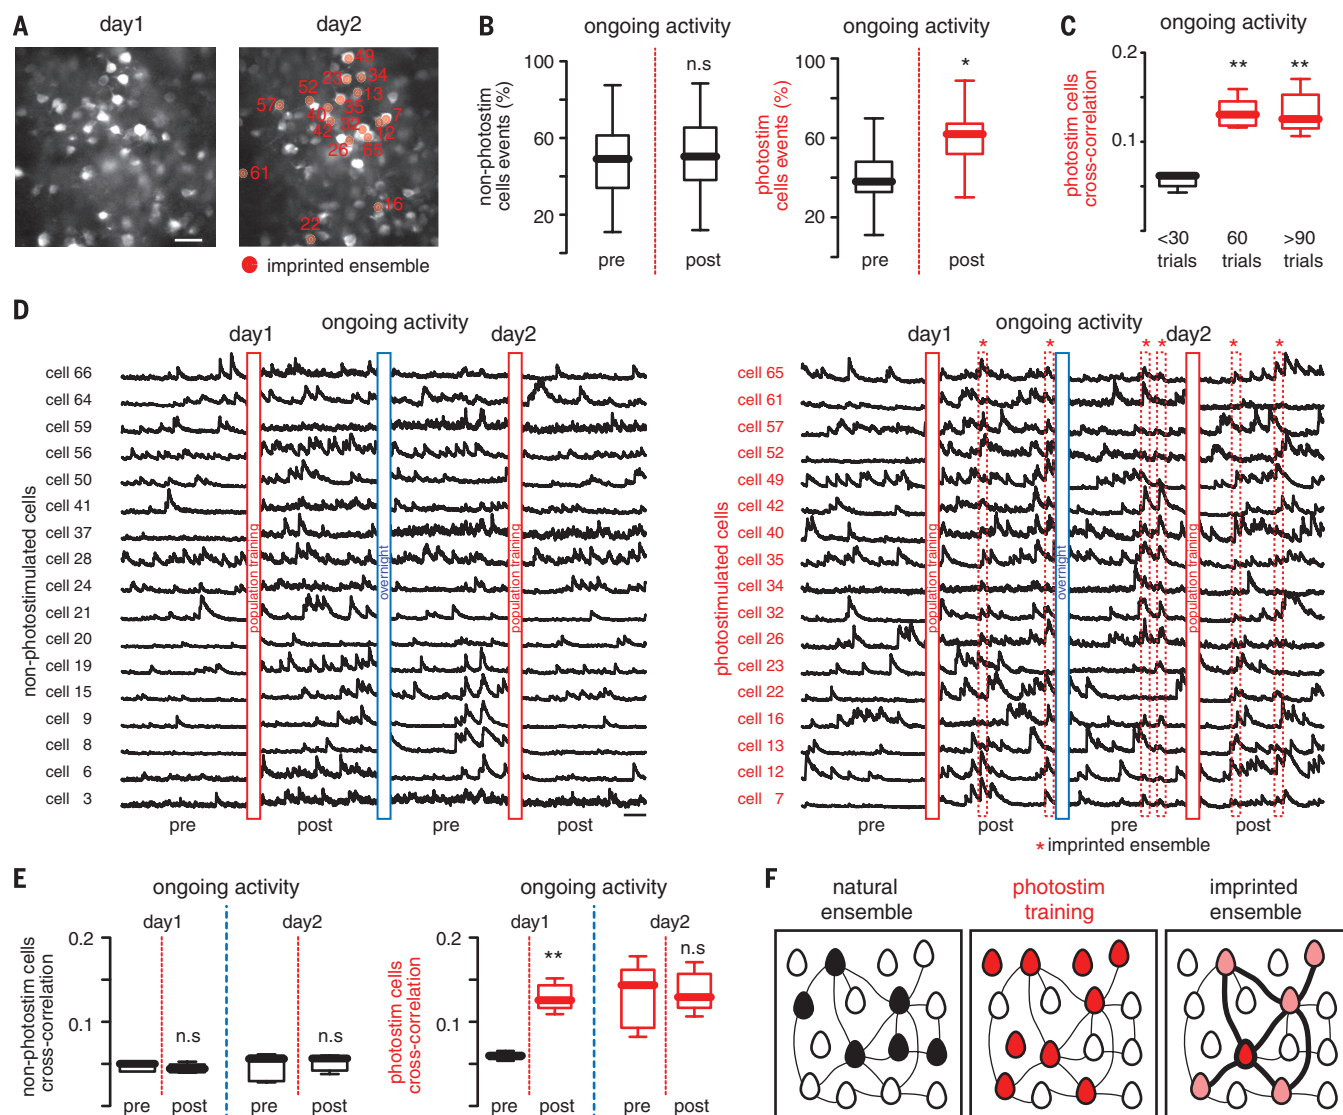 A
day1
day2
49
23
34
52
13
57
40
35
7
42
32
12
26
65
61
16
22
imprinted ensemble
B
ongoing activity
ongoing activity
non-photostim
cells events (%)
100
60
20
n.s
pre
post
photostim
cells events (%)
100
60
20
*
pre
post
C
ongoing activity
photostim cells
cross-correlation
0.2
0.1
**
**
<30
trials
60
trials
>90
trials
D
ongoing activity
day1
day2
non-photostimulated cells
cell 66
cell 64
cell 59
cell 56
cell 50
cell 41
cell 37
cell 28
cell 24
cell 21
cell 20
cell 19
cell 15
cell 9
cell 8
cell 6
cell 3
population training
overnight
population training
pre
post
pre
post
ongoing activity
day1
day2
* * * * * *
photostimulated cells
cell 65
cell 61
cell 57
cell 52
cell 49
cell 42
cell 40
cell 35
cell 34
cell 32
cell 26
cell 23
cell 22
cell 16
cell 13
cell 12
cell 7
population training
overnight
population training
pre
post
pre
post
* imprinted ensemble
E
ongoing activity
day1
day2
non-photostim cells
cross-correlation
0.2
0.1
n.s
n.s
pre
post
pre
post
ongoing activity
day1
day2
photostim cells
cross-correlation
0.2
0.1
**
n.s
pre
post
pre
post
F
natural
ensemble
photostim
training
imprinted
ensemble